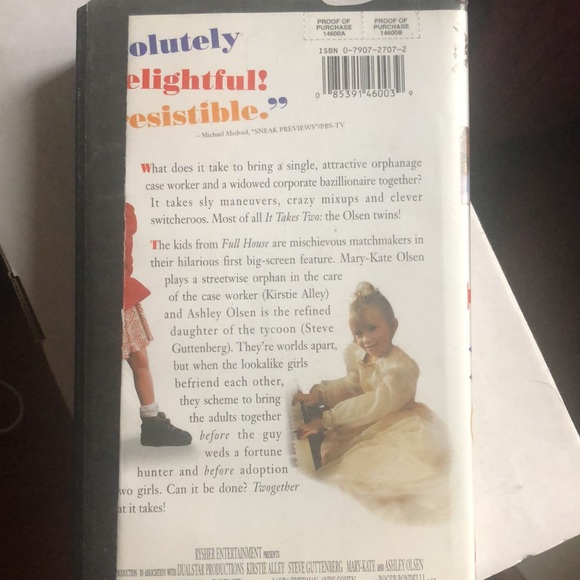 PROOF OF PURCHASE 14600A
PROOF OF PURCHASE 14600B
ISBN 0-7907-2707-2
0 85391 46003 9
olutely
elightful!
esistible.”
– Michael Medved, "SNEAK PREVIEWS"/PBS/TV
What does it take to bring a single, attractive orphanage
case worker and a widowed corporate bazillionaire together?
It takes sly maneuvers, crazy mixups and clever
switcheroos. Most of all It Takes Two: the Olsen twins!
The kids from Full House are mischievous matchmakers in
their hilarious first big-screen feature. Mary-Kate Olsen
plays a streetwise orphan in the care
of the case worker (Kirstie Alley)
and Ashley Olsen is the refined
daughter of the tycoon (Steve
Guttenberg). They're worlds apart,
but when the lookalike girls
befriend each other,
they scheme to bring
the adults together
before the guy
weds a fortune
hunter and before adoption
wo girls. Can it be done? Twogether
at it takes!
RYSHER ENTERTAINMENT PRESENTS
IN ASSOCIATION WITH DUALSTAR PRODUCTIONS KIRSTIE ALLEY STEVE GUTTENBERG MARY-KATE AND ASHLEY OLSEN